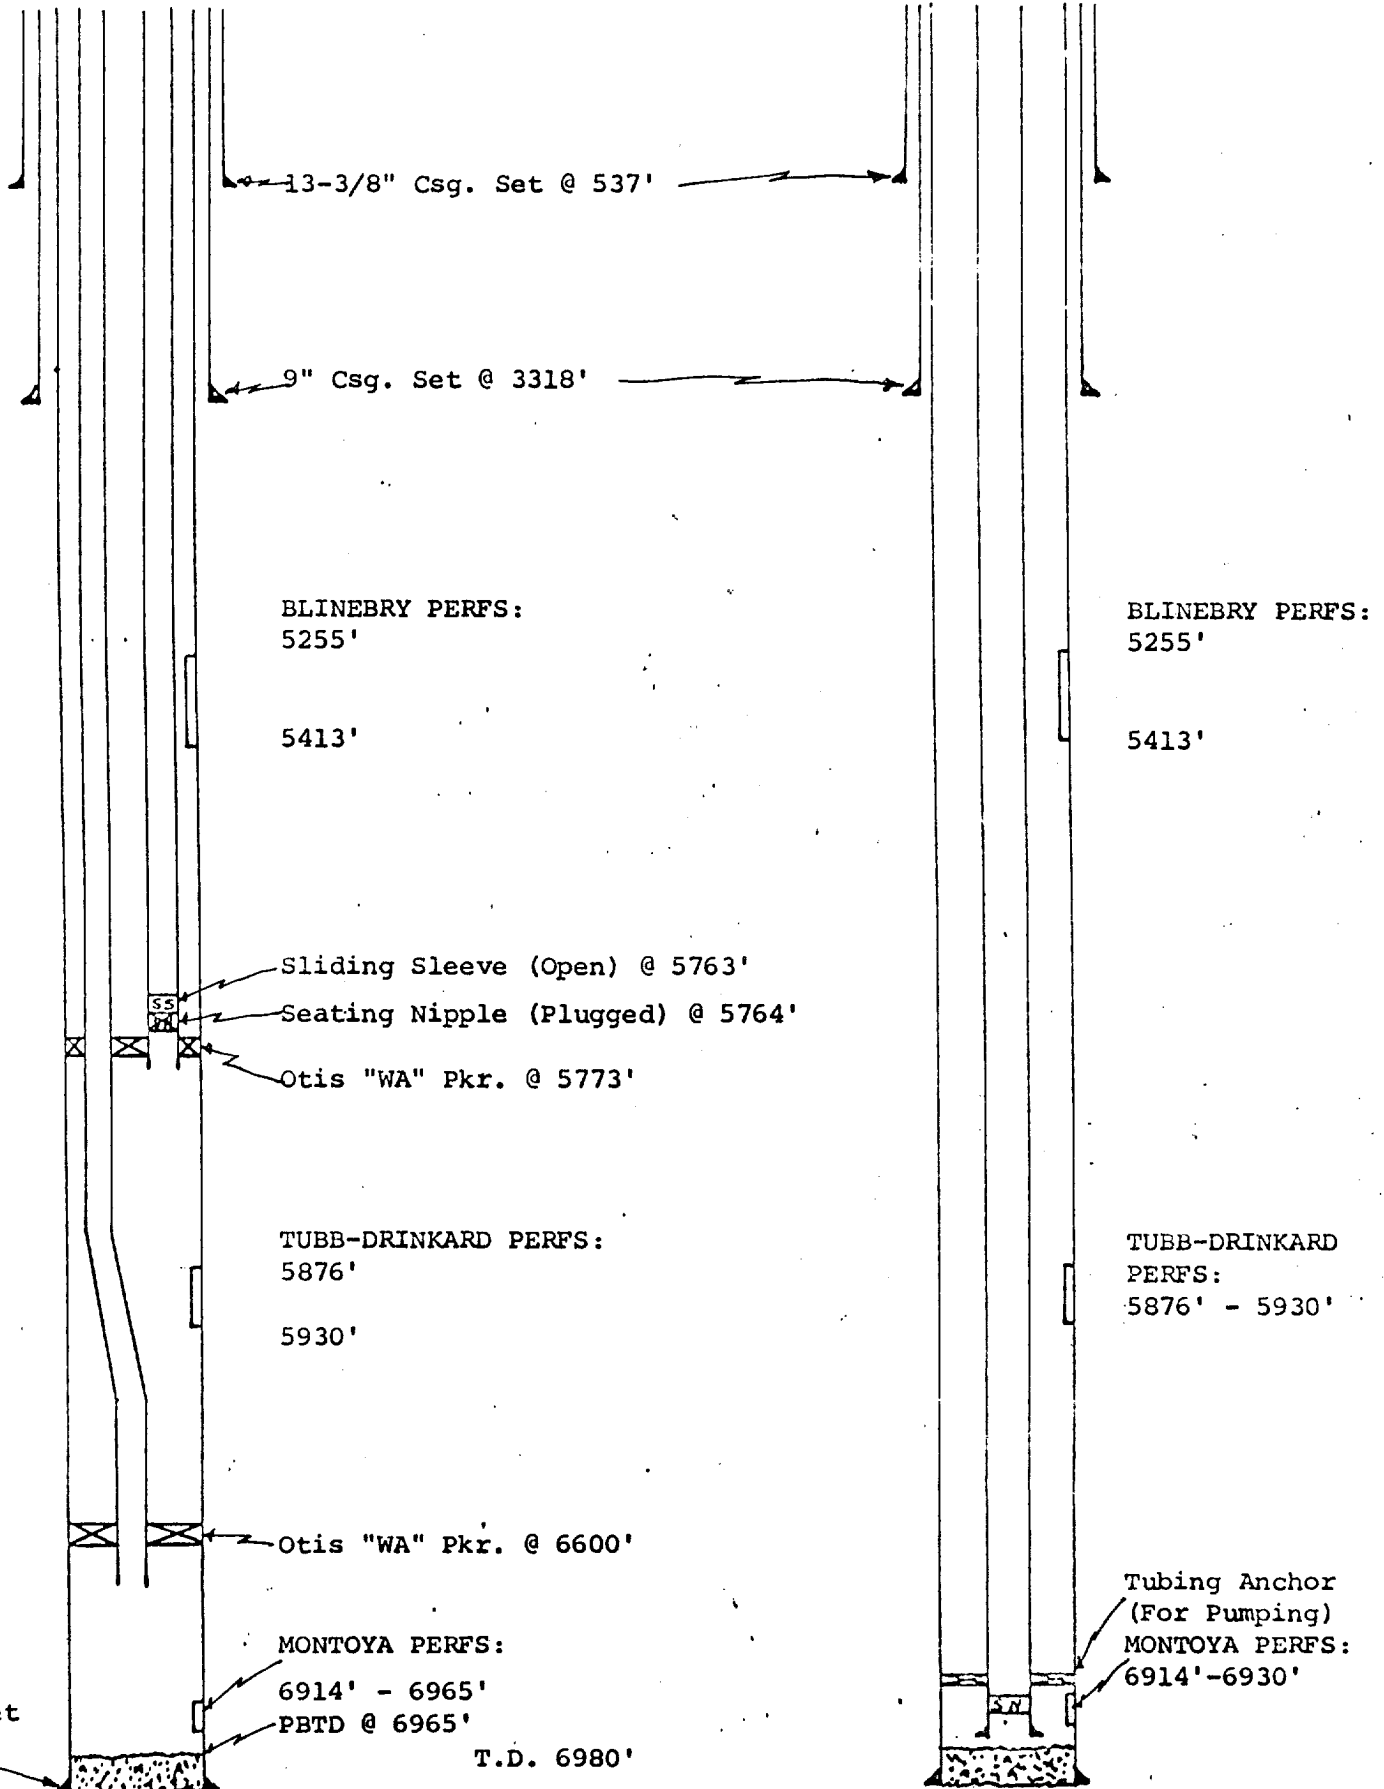 13-3/8" Csg. Set @ 537'
9" Csg. Set @ 3318'
BLINEBRY PERFS:
5255'
5413'
BLINEBRY PERFS:
5255'
5413'
Sliding Sleeve (Open) @ 5763'
SS
Seating Nipple (Plugged) @ 5764'
Otis "WA" Pkr. @ 5773'
TUBB-DRINKARD PERFS:
5876'
5930'
TUBB-DRINKARD
PERFS:
5876' - 5930'
Otis "WA" Pkr. @ 6600'
Tubing Anchor
(For Pumping)
MONTOYA PERFS:
6914' - 6965'
MONTOYA PERFS:
6914'-6930'
SN
PBTD @ 6965'
T.D. 6980'